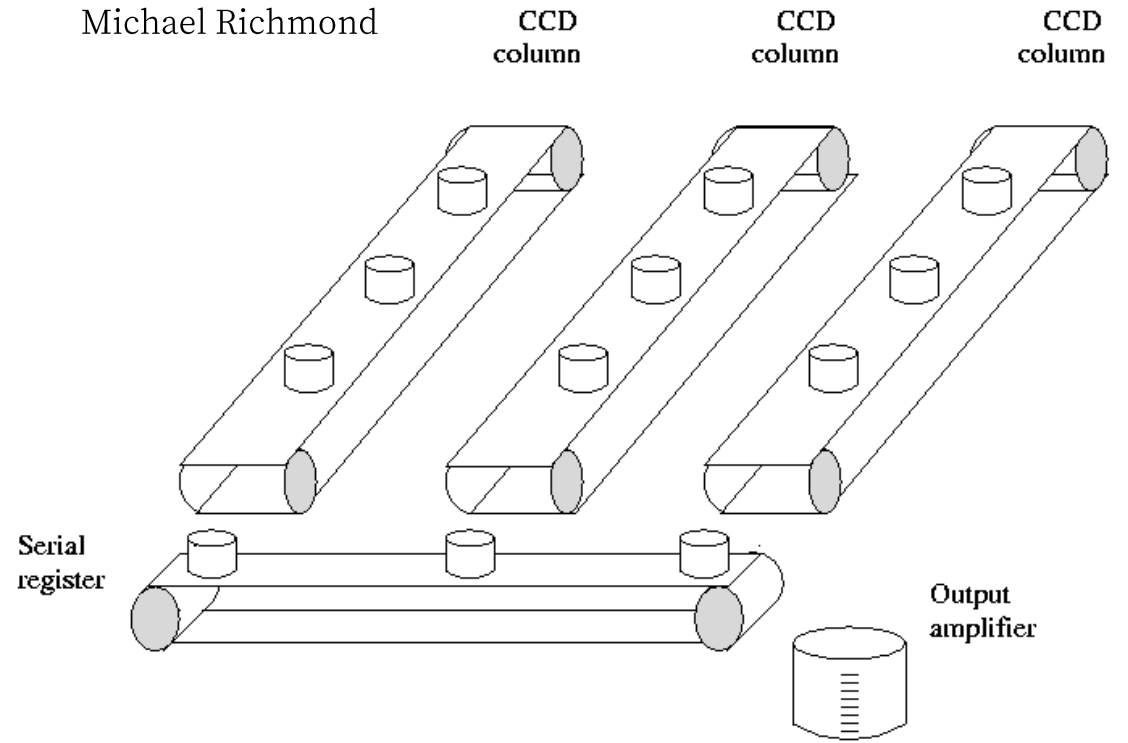 Michael Richmond
CCD
column
CCD
column
CCD
column
Serial
register
Output
amplifier